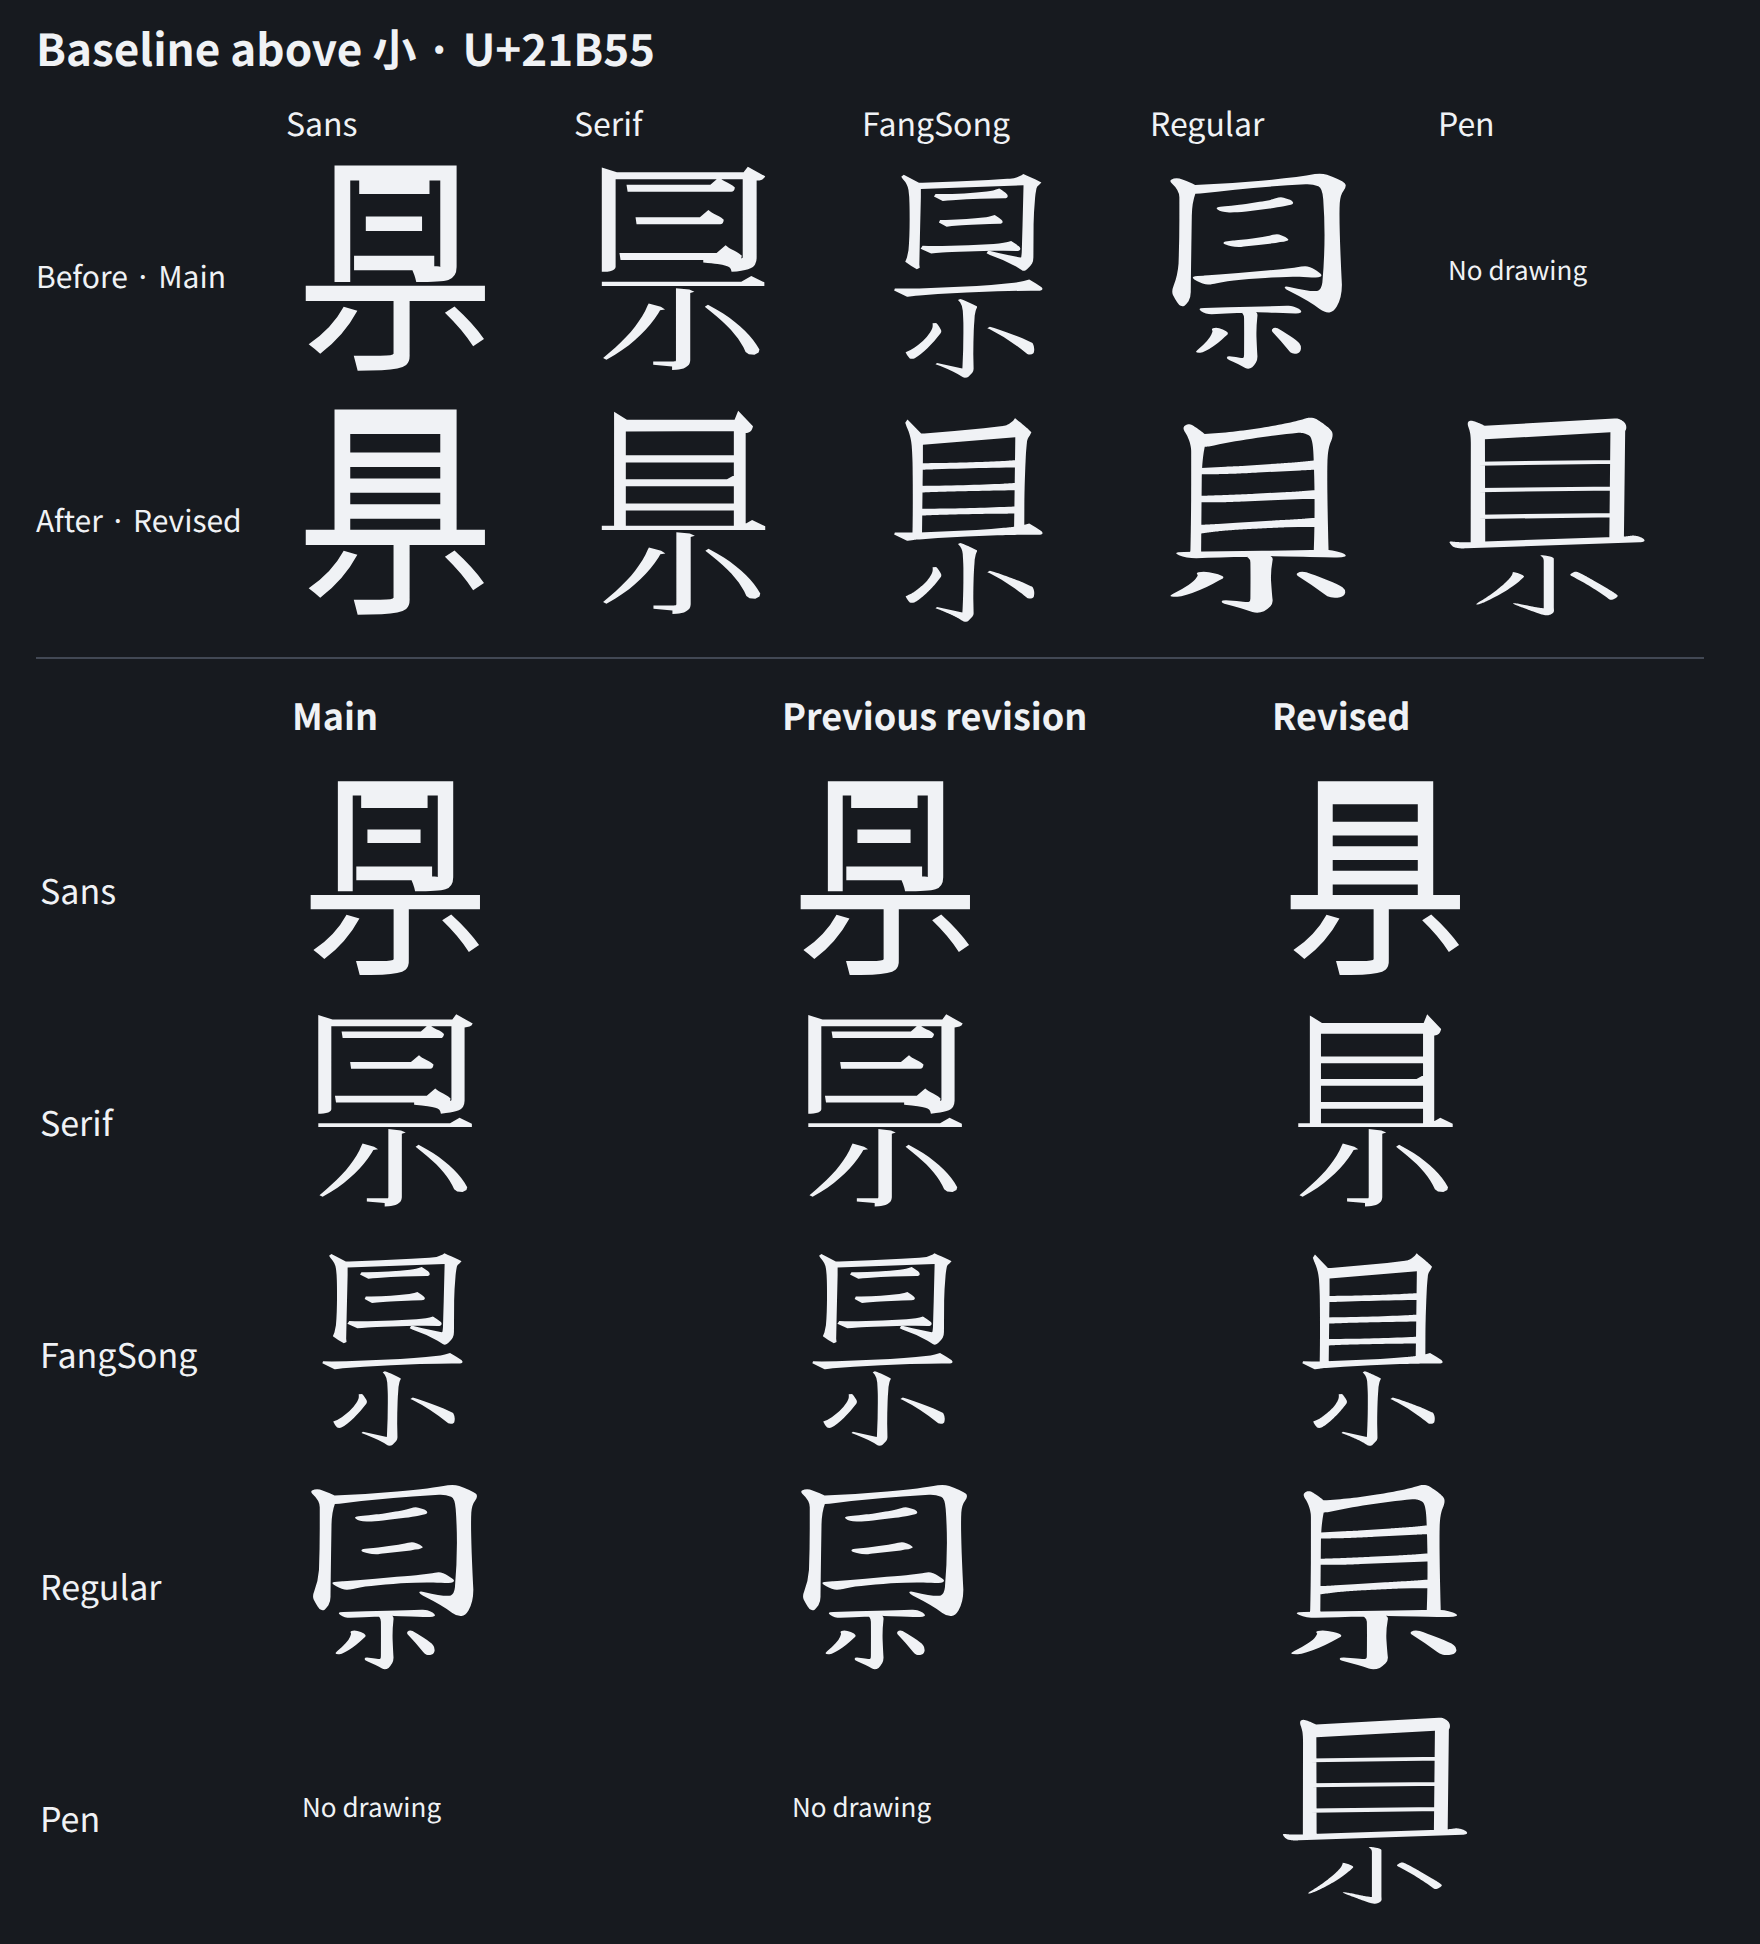 Baseline above 小 · U+21B55
Sans Serif FangSong Regular Pen
Before · Main No drawing
After · Revised
Main Previous revision Revised
Sans
Serif
FangSong
Regular
Pen No drawing No drawing